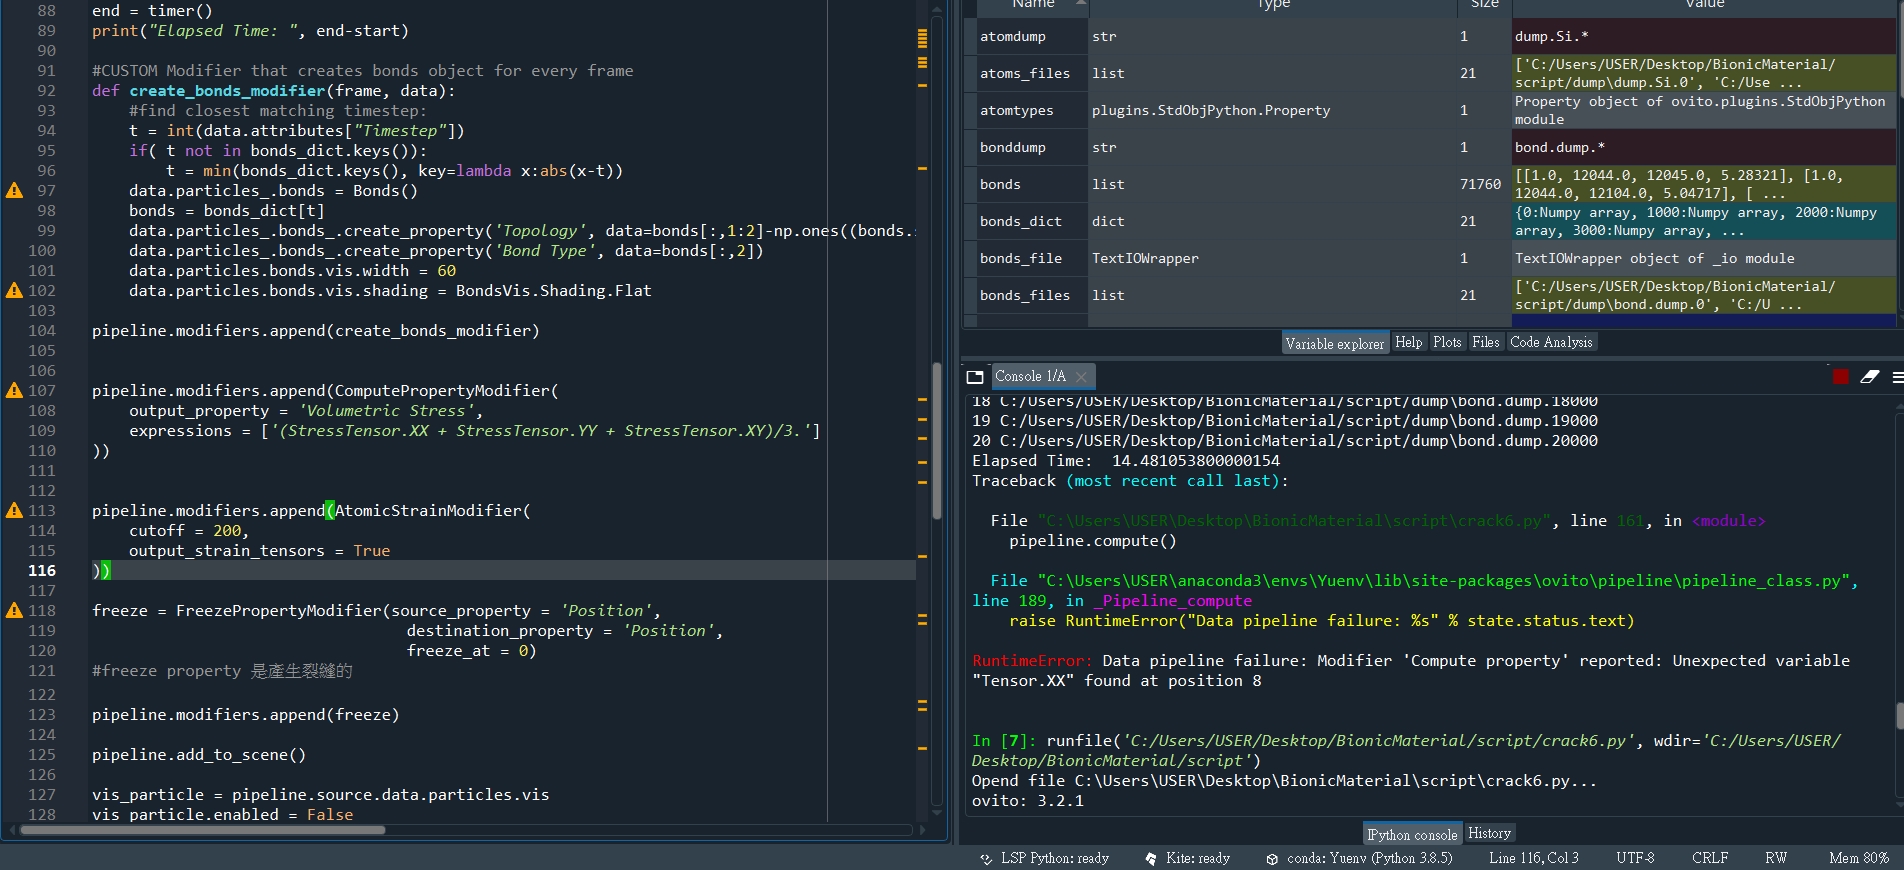 88 end = timer()
89 print("Elapsed Time: ", end-start)
90
91 #CUSTOM Modifier that creates bonds object for every frame
92 def create_bonds_modifier(frame, data):
93     #find closest matching timestep:
94     t = int(data.attributes["Timestep"])
95     if( t not in bonds_dict.keys()):
96         t = min(bonds_dict.keys(), key=lambda x:abs(x-t))
97     data.particles_.bonds = Bonds()
98     bonds = bonds_dict[t]
99     data.particles_.bonds_.create_property('Topology', data=bonds[:,1:2]-np.ones((bonds.
100     data.particles_.bonds_.create_property('Bond Type', data=bonds[:,2])
101     data.particles.bonds.vis.width = 60
102     data.particles.bonds.vis.shading = BondsVis.Shading.Flat
103
104 pipeline.modifiers.append(create_bonds_modifier)
105
106
107 pipeline.modifiers.append(ComputePropertyModifier(
108     output_property = 'Volumetric Stress',
109     expressions = ['(StressTensor.XX + StressTensor.YY + StressTensor.XY)/3.']
110 ))
111
112
113 pipeline.modifiers.append(AtomicStrainModifier(
114     cutoff = 200,
115     output_strain_tensors = True
116 ))
117
118 freeze = FreezePropertyModifier(source_property = 'Position',
119                                   destination_property = 'Position',
120                                   freeze_at = 0)
121 #freeze property 是產生裂縫的
122
123 pipeline.modifiers.append(freeze)
124
125 pipeline.add_to_scene()
126
127 vis_particle = pipeline.source.data.particles.vis
128 vis_particle.enabled = False
Name Type Size Value
atomdump str 1 dump.Si.*
atoms_files list 21 ['C:/Users/USER/Desktop/BionicMaterial/
script/dump\dump.Si.0', 'C:/Use ...
atomtypes plugins.StdObjPython.Property 1 Property object of ovito.plugins.StdObjPython
module
bonddump str 1 bond.dump.*
bonds list 71760 [[1.0, 12044.0, 12045.0, 5.28321], [1.0,
12044.0, 12104.0, 5.04717], [ ...
bonds_dict dict 21 {0:Numpy array, 1000:Numpy array, 2000:Numpy
array, 3000:Numpy array, ...
bonds_file TextIOWrapper 1 TextIOWrapper object of _io module
bonds_files list 21 ['C:/Users/USER/Desktop/BionicMaterial/
script/dump\bond.dump.0', 'C:/U ...
Variable explorer Help Plots Files Code Analysis
Console 1/A
18 C:/Users/USER/Desktop/BionicMaterial/script/dump\bond.dump.18000
19 C:/Users/USER/Desktop/BionicMaterial/script/dump\bond.dump.19000
20 C:/Users/USER/Desktop/BionicMaterial/script/dump\bond.dump.20000
Elapsed Time:  14.481053800000154
Traceback (most recent call last):
File "C:\Users\USER\Desktop\BionicMaterial\script\crack6.py", line 161, in <module>
pipeline.compute()
File "C:\Users\USER\anaconda3\envs\Yuenv\lib\site-packages\ovito\pipeline\pipeline_class.py",
line 189, in _Pipeline_compute
raise RuntimeError("Data pipeline failure: %s" % state.status.text)
RuntimeError: Data pipeline failure: Modifier 'Compute property' reported: Unexpected variable
"Tensor.XX" found at position 8
In [7]: runfile('C:/Users/USER/Desktop/BionicMaterial/script/crack6.py', wdir='C:/Users/USER/
Desktop/BionicMaterial/script')
Opend file C:\Users\USER\Desktop\BionicMaterial\script\crack6.py...
ovito: 3.2.1
IPython console History
LSP Python: ready Kite: ready conda: Yuenv (Python 3.8.5) Line 116, Col 3 UTF-8 CRLF RW Mem 80%